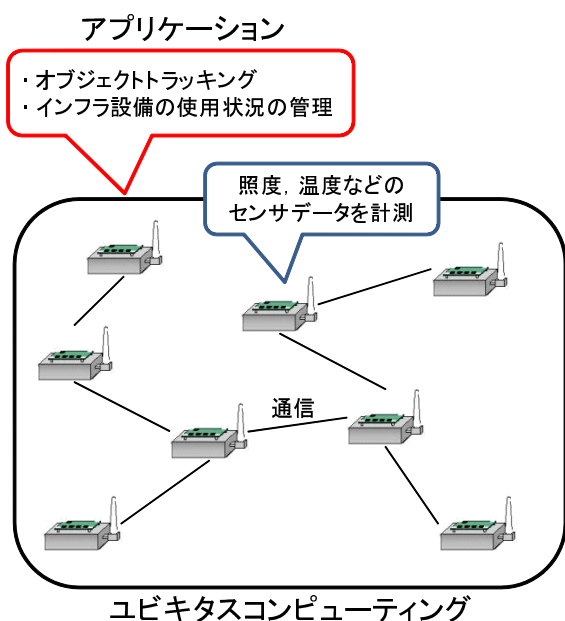 アプリケーション
・オブジェクトトラッキング
・インフラ設備の使用状況の管理
照度，温度などの
センサデータを計測
通信
ユビキタスコンピューティング